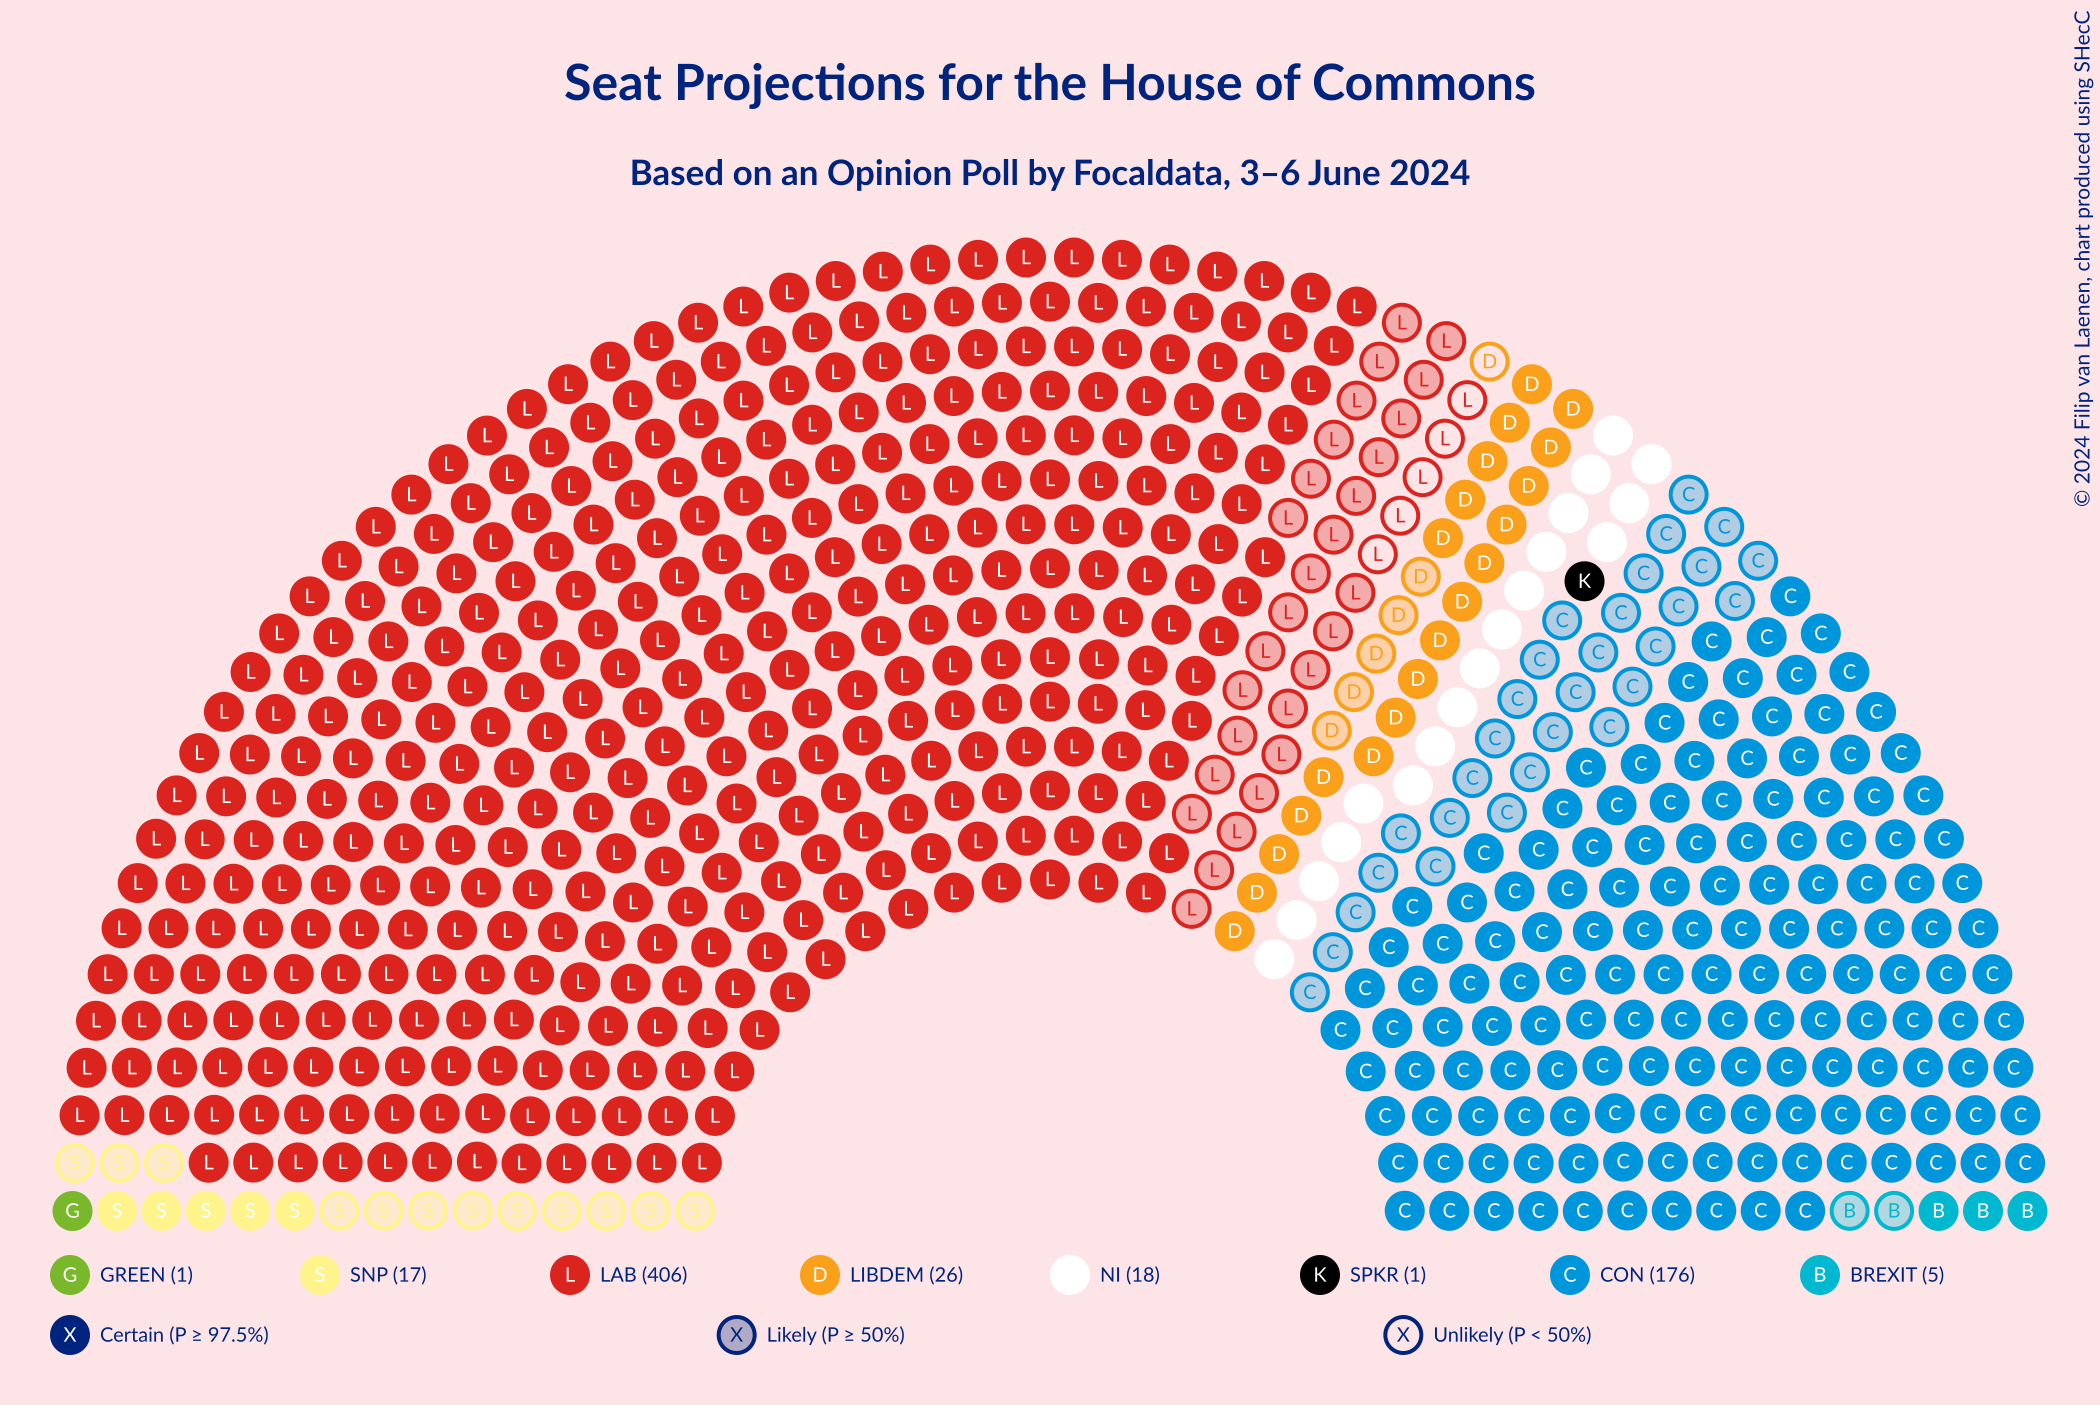 Seat Projections for the House of Commons
Based on an Opinion Poll by Focaldata, 3–6 June 2024
© 2024 Filip van Laenen, chart produced using SHecC
G GREEN (1) S SNP (17) L LAB (406) D LIBDEM (26) NI (18) K SPKR (1) C CON (176) B BREXIT (5)
X Certain (P ≥ 97.5%) X Likely (P ≥ 50%) X Unlikely (P < 50%)